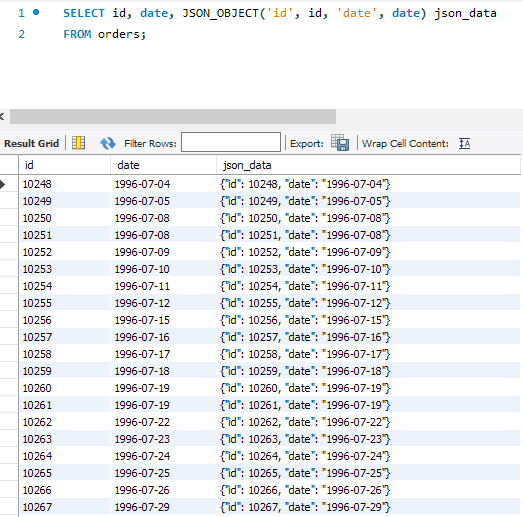 1 SELECT id, date, JSON_OBJECT('id', id, 'date', date) json_data
2 FROM orders;
Result Grid Filter Rows: Export: Wrap Cell Content: IA
id date json_data
10248 1996-07-04 {"id": 10248, "date": "1996-07-04"}
10249 1996-07-05 {"id": 10249, "date": "1996-07-05"}
10250 1996-07-08 {"id": 10250, "date": "1996-07-08"}
10251 1996-07-08 {"id": 10251, "date": "1996-07-08"}
10252 1996-07-09 {"id": 10252, "date": "1996-07-09"}
10253 1996-07-10 {"id": 10253, "date": "1996-07-10"}
10254 1996-07-11 {"id": 10254, "date": "1996-07-11"}
10255 1996-07-12 {"id": 10255, "date": "1996-07-12"}
10256 1996-07-15 {"id": 10256, "date": "1996-07-15"}
10257 1996-07-16 {"id": 10257, "date": "1996-07-16"}
10258 1996-07-17 {"id": 10258, "date": "1996-07-17"}
10259 1996-07-18 {"id": 10259, "date": "1996-07-18"}
10260 1996-07-19 {"id": 10260, "date": "1996-07-19"}
10261 1996-07-19 {"id": 10261, "date": "1996-07-19"}
10262 1996-07-22 {"id": 10262, "date": "1996-07-22"}
10263 1996-07-23 {"id": 10263, "date": "1996-07-23"}
10264 1996-07-24 {"id": 10264, "date": "1996-07-24"}
10265 1996-07-25 {"id": 10265, "date": "1996-07-25"}
10266 1996-07-26 {"id": 10266, "date": "1996-07-26"}
10267 1996-07-29 {"id": 10267, "date": "1996-07-29"}